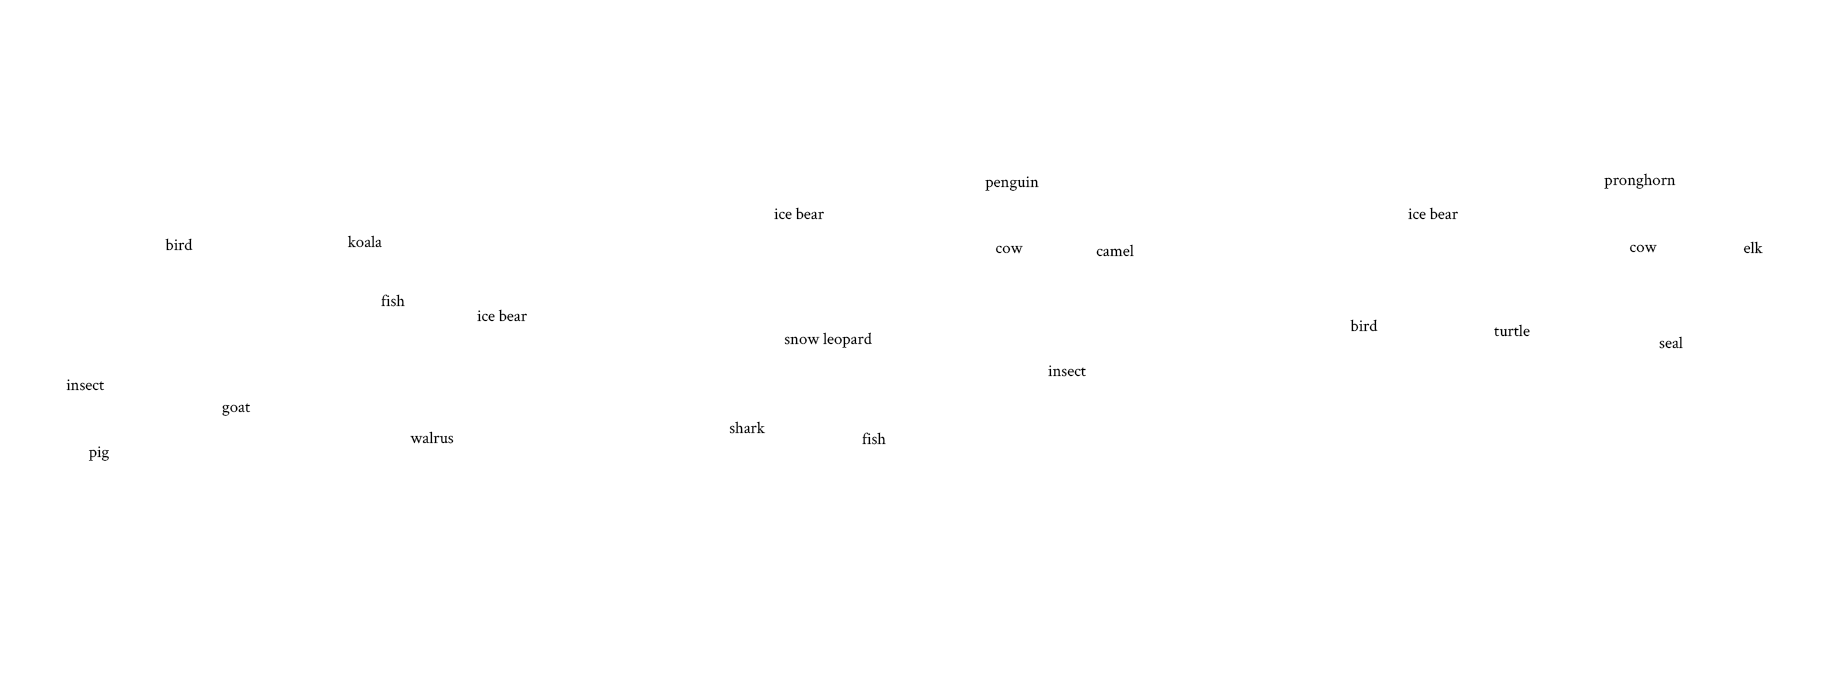 penguin
pronghorn
ice bear
ice bear
bird
koala
cow
camel
cow
elk
fish
ice bear
bird
turtle
snow leopard
seal
insect
insect
goat
shark
walrus
fish
pig